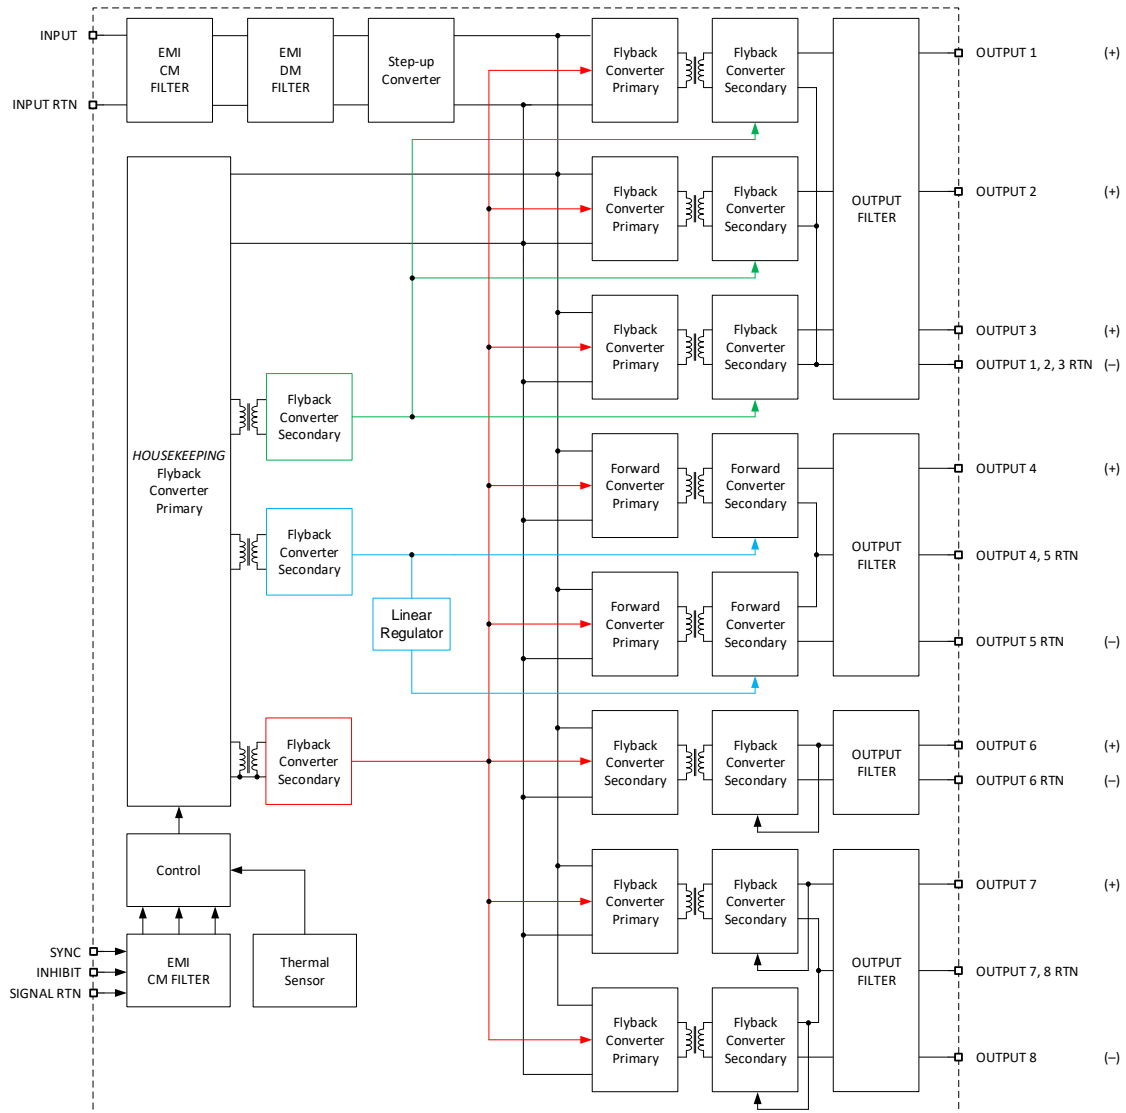 INPUT
INPUT RTN
EMI
CM
FILTER
EMI
DM
FILTER
Step-up
Converter
Flyback
Converter
Primary
Flyback
Converter
Secondary
OUTPUT 1 (+)
Flyback
Converter
Primary
Flyback
Converter
Secondary
OUTPUT
FILTER
OUTPUT 2 (+)
Flyback
Converter
Primary
Flyback
Converter
Secondary
OUTPUT 3 (+)
OUTPUT 1, 2, 3 RTN (–)
HOUSEKEEPING
Flyback
Converter
Primary
Flyback
Converter
Secondary
Forward
Converter
Primary
Forward
Converter
Secondary
OUTPUT
FILTER
OUTPUT 4 (+)
OUTPUT 4, 5 RTN
Flyback
Converter
Secondary
Linear
Regulator
Forward
Converter
Primary
Forward
Converter
Secondary
OUTPUT 5 RTN (–)
Flyback
Converter
Secondary
Flyback
Converter
Secondary
Flyback
Converter
Secondary
OUTPUT
FILTER
OUTPUT 6 (+)
OUTPUT 6 RTN (–)
Control
Flyback
Converter
Primary
Flyback
Converter
Secondary
OUTPUT
FILTER
OUTPUT 7 (+)
OUTPUT 7, 8 RTN
SYNC
INHIBIT
SIGNAL RTN
EMI
CM FILTER
Thermal
Sensor
Flyback
Converter
Primary
Flyback
Converter
Secondary
OUTPUT 8 (–)